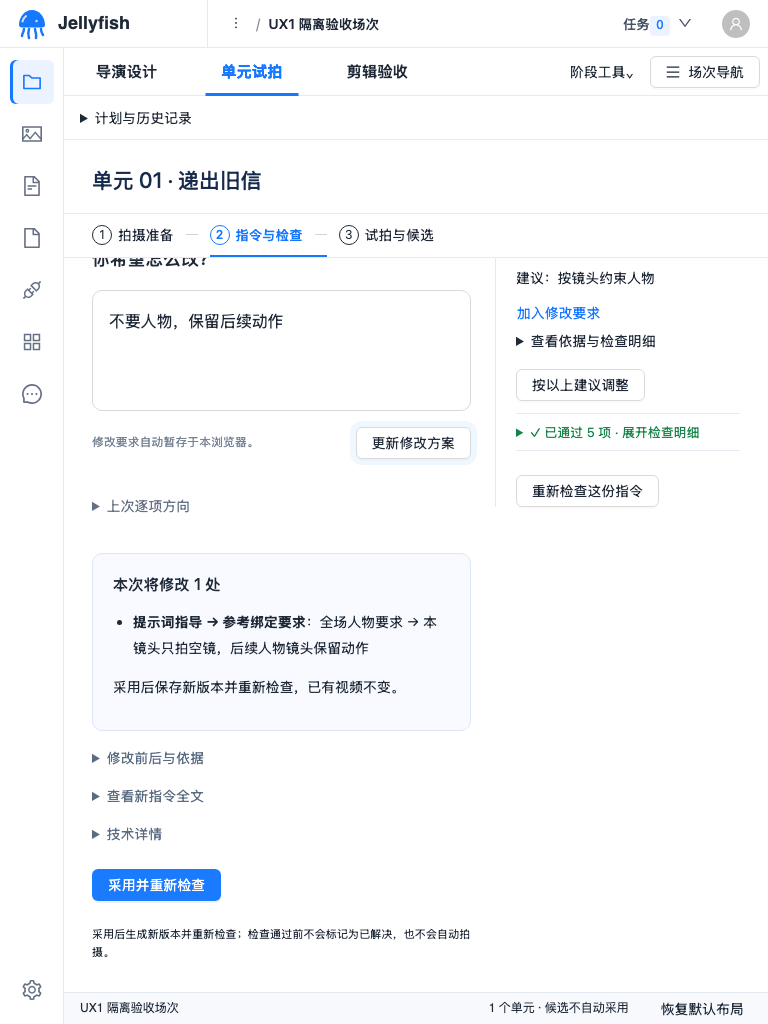 Jellyfish
/ UX1 隔离验收场次
任务 0
导演设计
单元试拍
剪辑验收
阶段工具
场次导航
计划与历史记录
单元 01 · 递出旧信
1 拍摄准备
2 指令与检查
3 试拍与候选
你希望怎么改?
不要人物，保留后续动作
修改要求自动暂存于本浏览器。
更新修改方案
上次逐项方向
本次将修改 1 处
提示词指导 → 参考绑定要求：全场人物要求 → 本
镜头只拍空镜，后续人物镜头保留动作
采用后保存新版本并重新检查，已有视频不变。
修改前后与依据
查看新指令全文
技术详情
采用并重新检查
采用后生成新版本并重新检查；检查通过前不会标记为已解决，也不会自动拍
摄。
建议：按镜头约束人物
加入修改要求
查看依据与检查明细
按以上建议调整
✓ 已通过 5 项 · 展开检查明细
重新检查这份指令
UX1 隔离验收场次
1 个单元 · 候选不自动采用
恢复默认布局